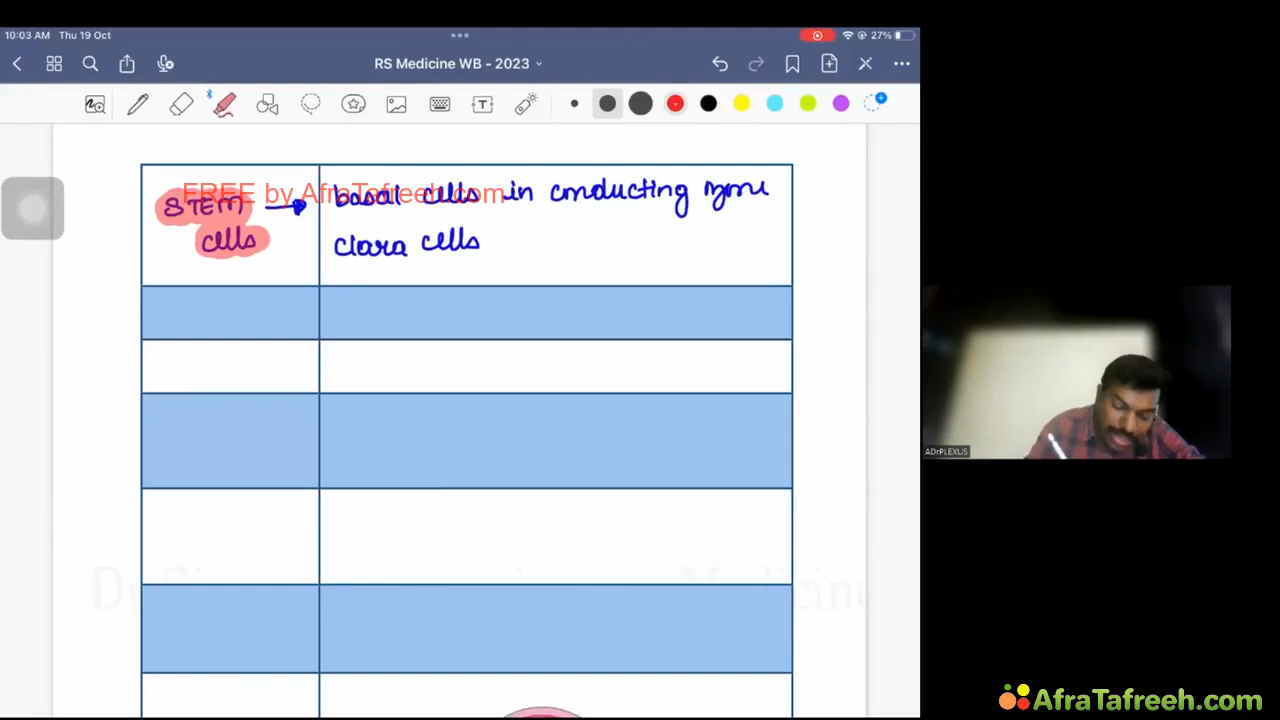 10:03 AM Thu 19 Oct
27%
RS Medicine WB - 2023
FREE by AfraTafreeh.com
STEM → basal cells in conducting zone
cells
clara cells
ADrPLEXUS
AfraTafreeh.com